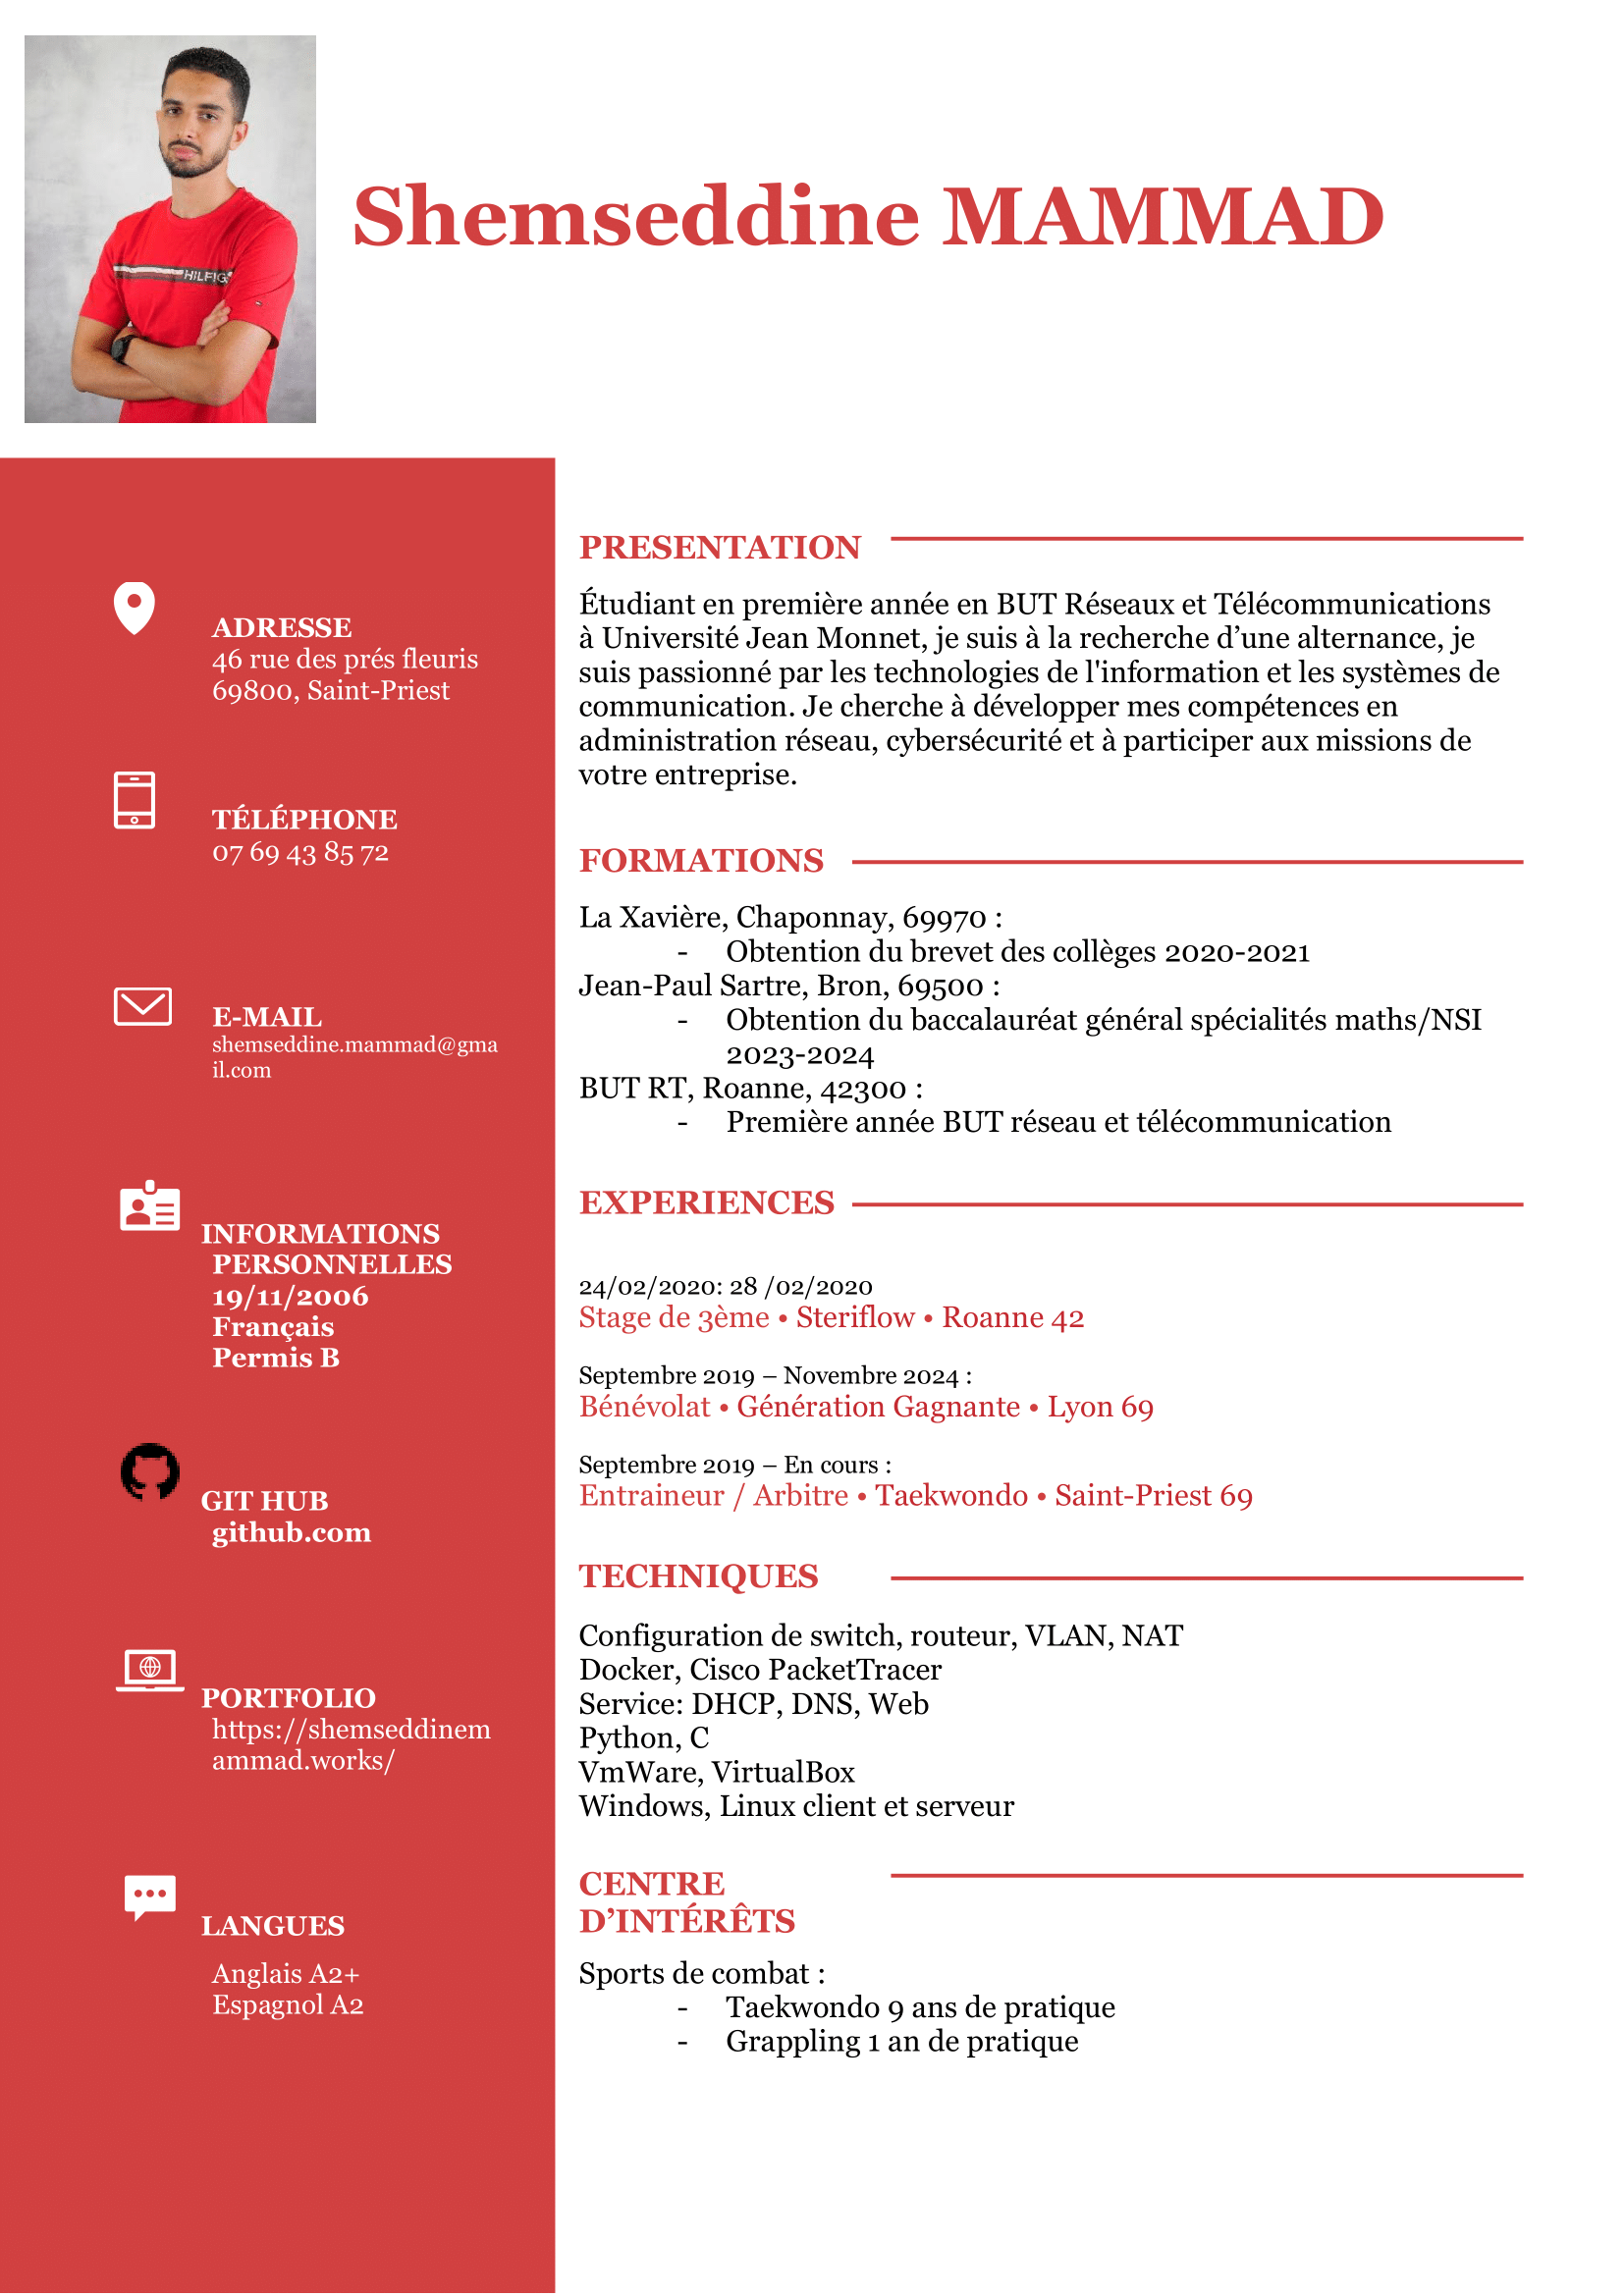 HILFIG
Shemseddine MAMMAD
ADRESSE
46 rue des prés fleuris
69800, Saint-Priest
TÉLÉPHONE
07 69 43 85 72
E-MAIL
shemseddine.mammad@gma
il.com
INFORMATIONS
PERSONNELLES
19/11/2006
Français
Permis B
GIT HUB
github.com
PORTFOLIO
https://shemseddinem
ammad.works/
LANGUES
Anglais A2+
Espagnol A2
PRESENTATION
Étudiant en première année en BUT Réseaux et Télécommunications
à Université Jean Monnet, je suis à la recherche d’une alternance, je
suis passionné par les technologies de l'information et les systèmes de
communication. Je cherche à développer mes compétences en
administration réseau, cybersécurité et à participer aux missions de
votre entreprise.
FORMATIONS
La Xavière, Chaponnay, 69970 :
- Obtention du brevet des collèges 2020-2021
Jean-Paul Sartre, Bron, 69500 :
- Obtention du baccalauréat général spécialités maths/NSI
2023-2024
BUT RT, Roanne, 42300 :
- Première année BUT réseau et télécommunication
EXPERIENCES
24/02/2020: 28 /02/2020
Stage de 3ème • Steriflow • Roanne 42
Septembre 2019 – Novembre 2024 :
Bénévolat • Génération Gagnante • Lyon 69
Septembre 2019 – En cours :
Entraineur / Arbitre • Taekwondo • Saint-Priest 69
TECHNIQUES
Configuration de switch, routeur, VLAN, NAT
Docker, Cisco PacketTracer
Service: DHCP, DNS, Web
Python, C
VmWare, VirtualBox
Windows, Linux client et serveur
CENTRE
D’INTÉRÊTS
Sports de combat :
- Taekwondo 9 ans de pratique
- Grappling 1 an de pratique